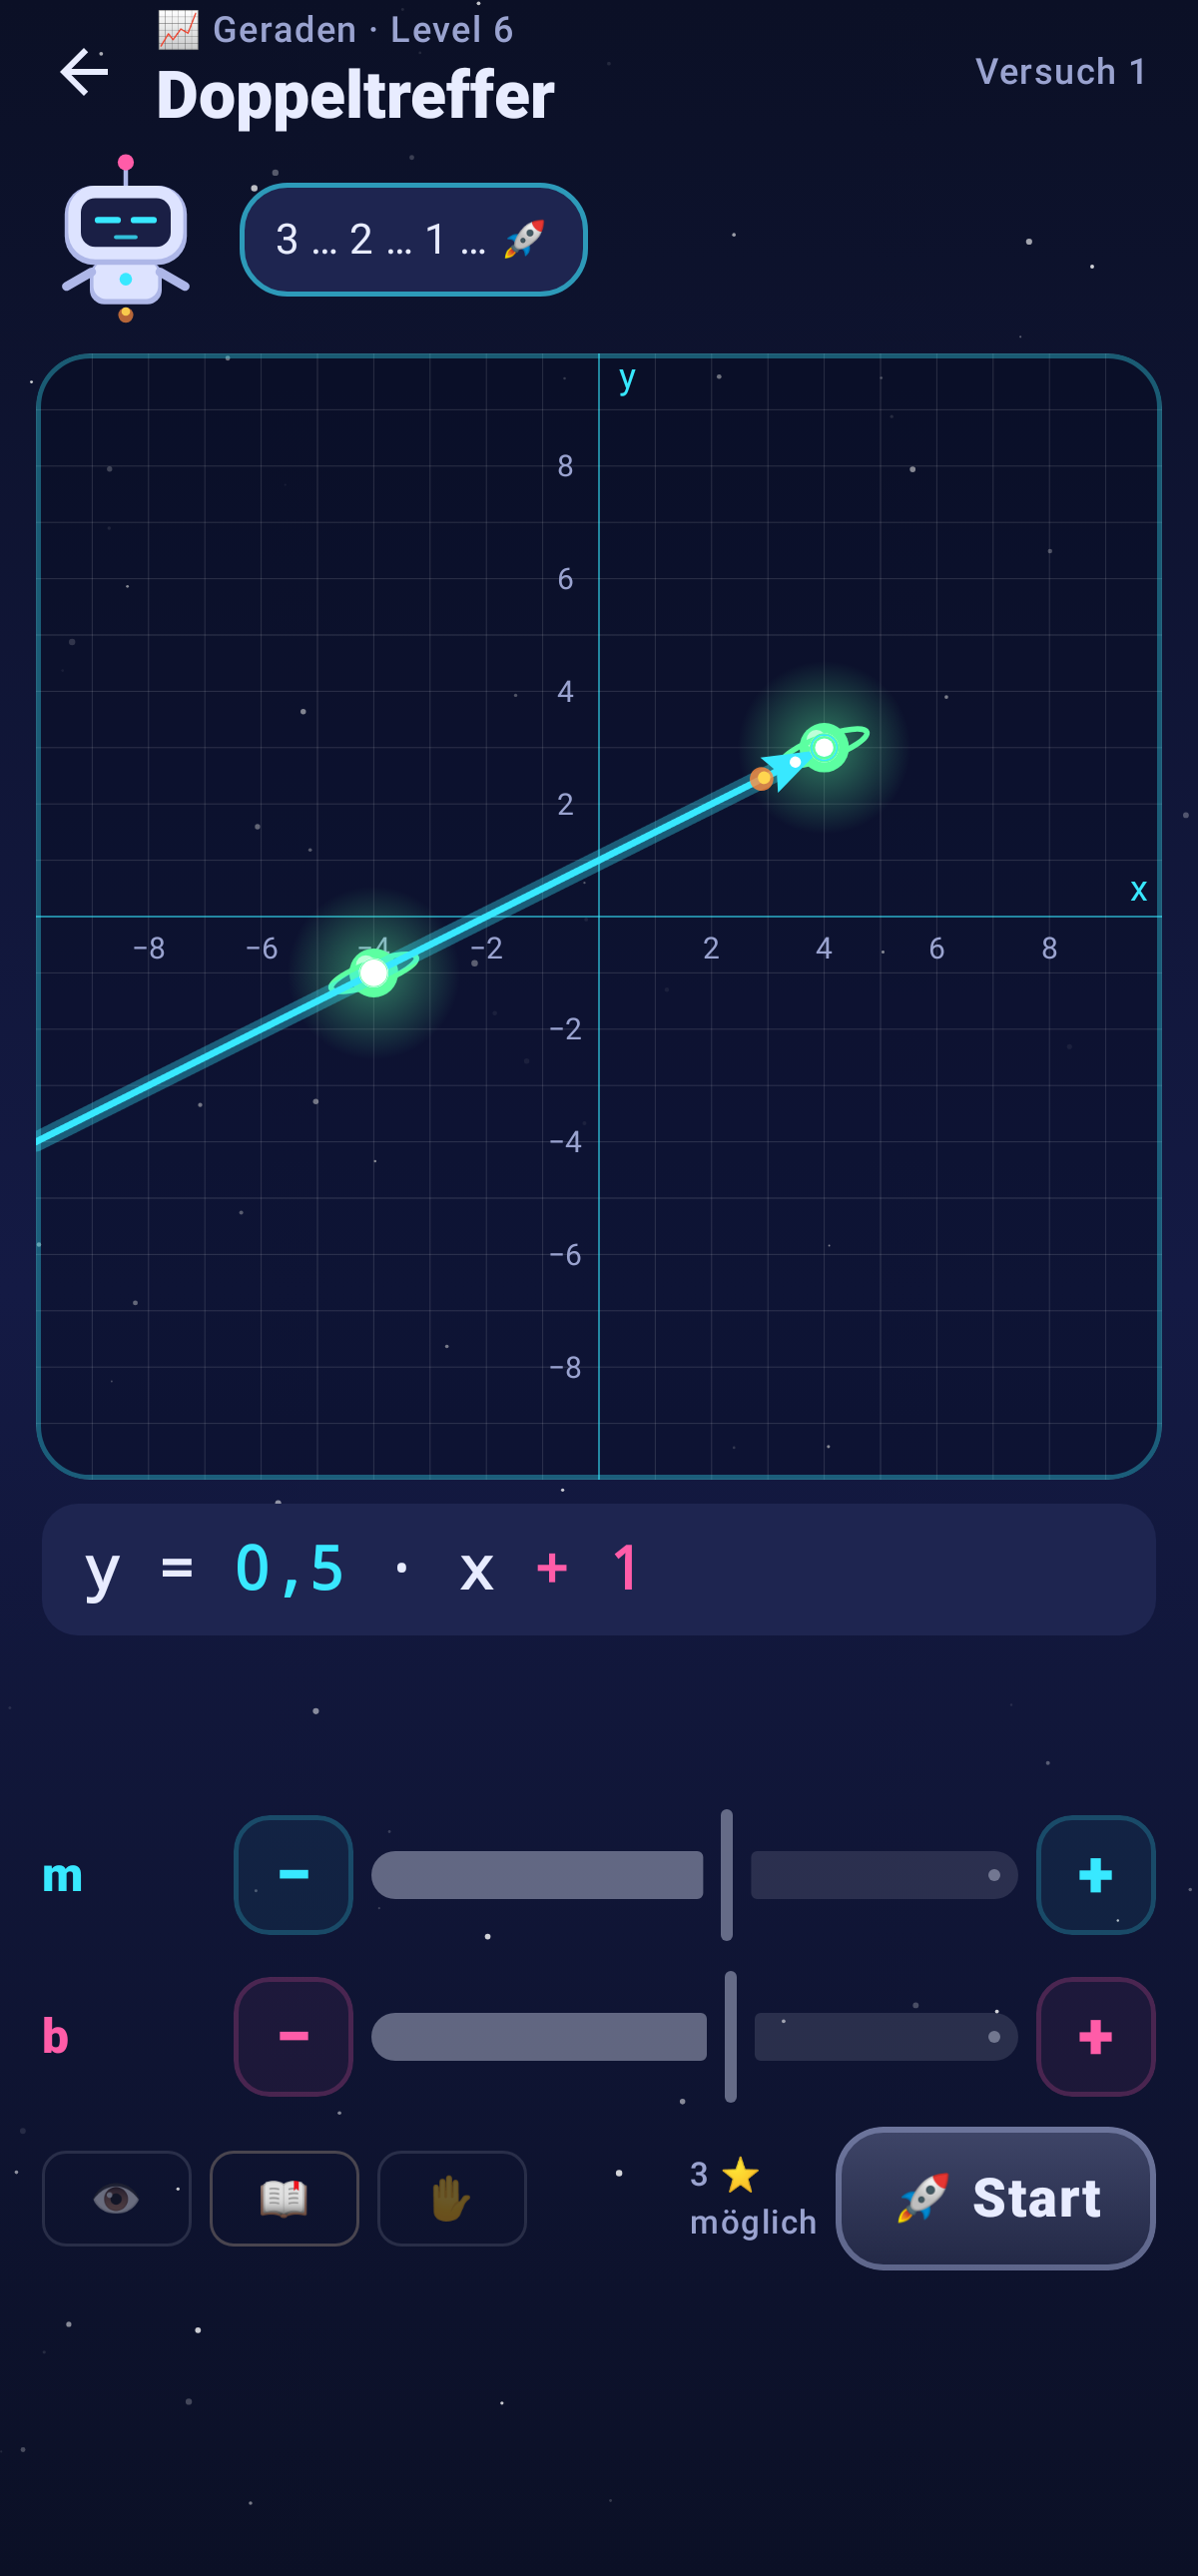 📈 Geraden · Level 6
Doppeltreffer
Versuch 1
3 … 2 … 1 … 🚀
y
8
6
4
2
x
−8 −6 −4 −2 2 4 6 8
−2
−4
−6
−8
y = 0,5 · x + 1
m − +
b − +
3 ⭐
möglich
🚀 Start